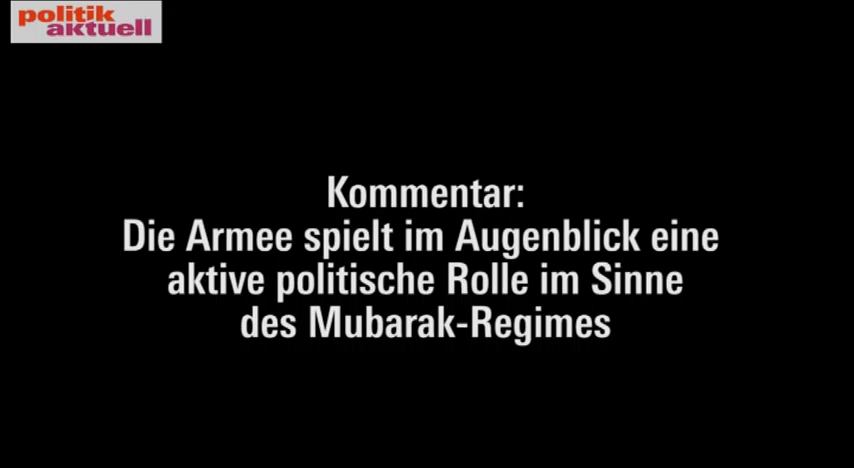 politik
aktuell
Kommentar:
Die Armee spielt im Augenblick eine
aktive politische Rolle im Sinne
des Mubarak-Regimes